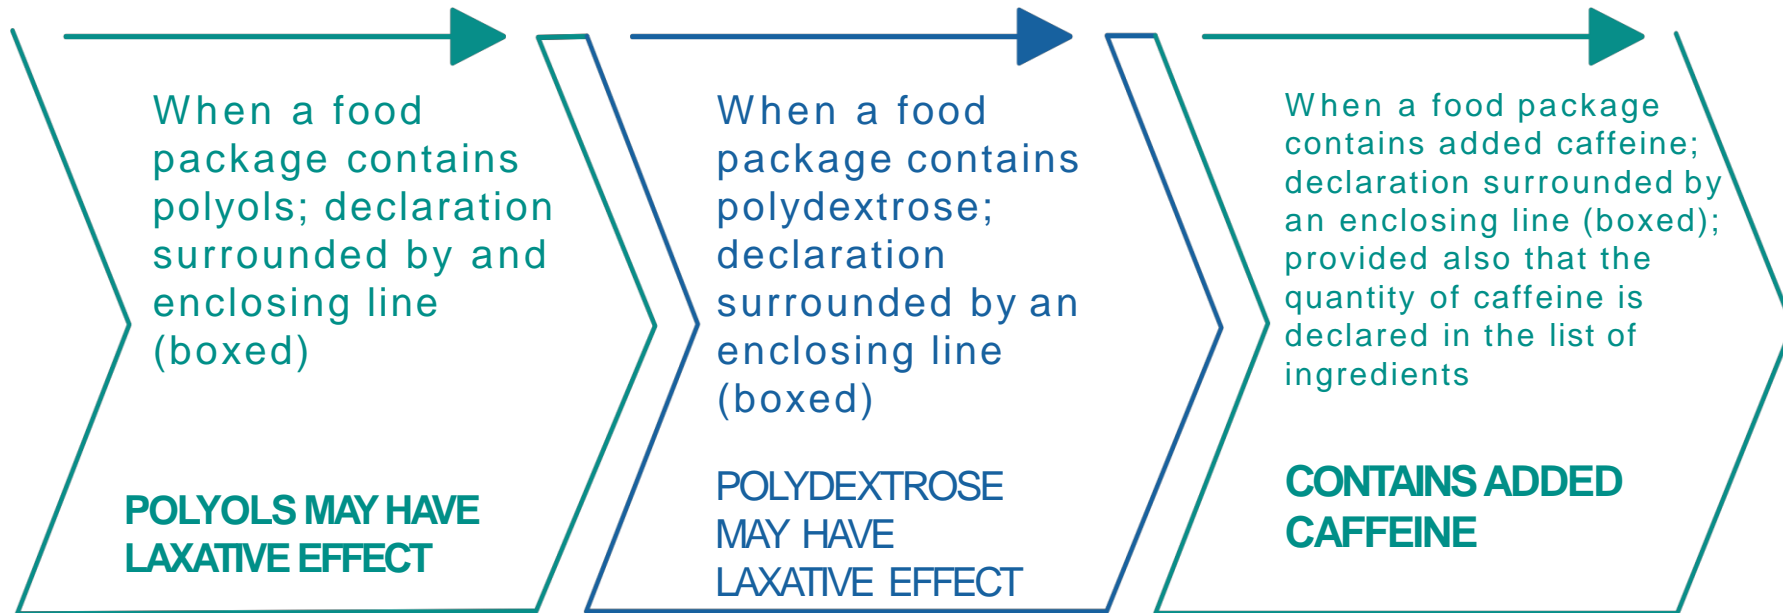 When a food
package contains
polyols; declaration
surrounded by and
enclosing line
(boxed)
POLYOLS MAY HAVE
LAXATIVE EFFECT
When a food
package contains
polydextrose;
declaration
surrounded by an
enclosing line
(boxed)
POLYDEXTROSE
MAY HAVE
LAXATIVE EFFECT
When a food package
contains added caffeine;
declaration surrounded by
an enclosing line (boxed);
provided also that the
quantity of caffeine is
declared in the list of
ingredients
CONTAINS ADDED
CAFFEINE